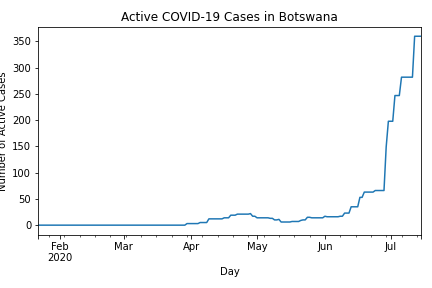 Active COVID-19 Cases in Botswana
Number of Active Cases
350
300
250
200
150
100
50
0
Feb
2020
Mar
Apr
May
Jun
Jul
Day